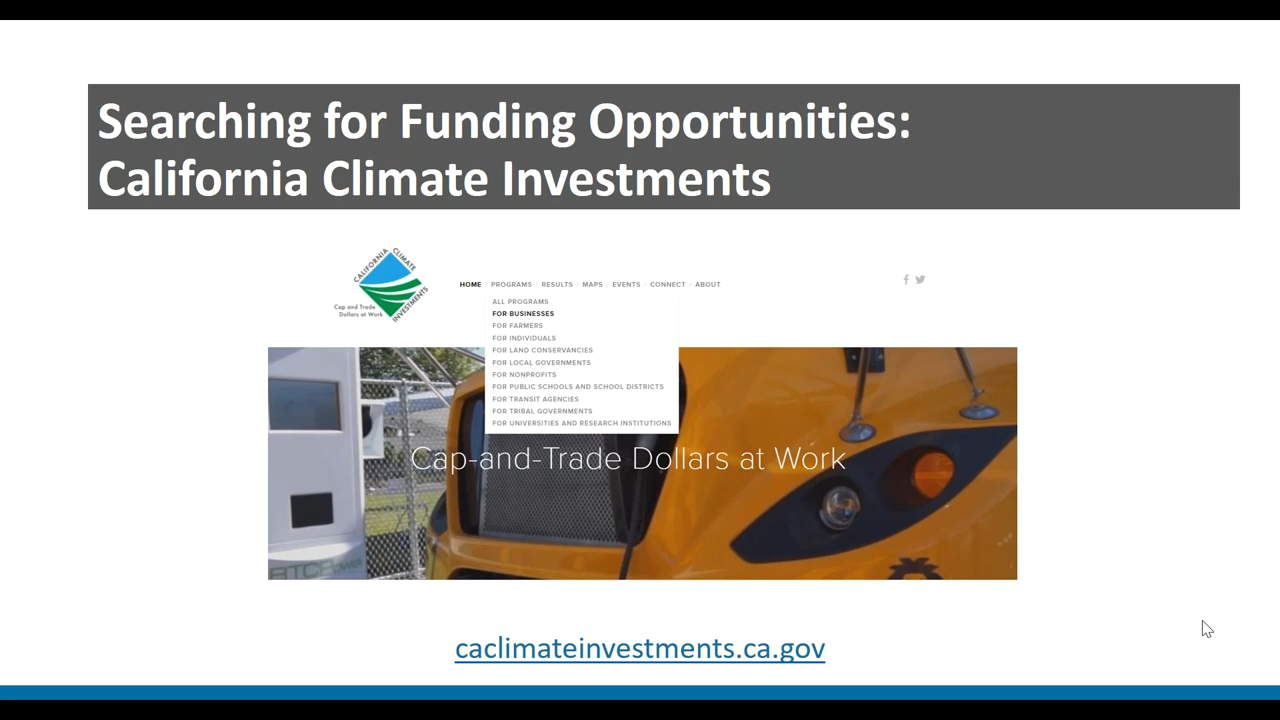 Searching for Funding Opportunities:
California Climate Investments
CALIFORNIA CLIMATE INVESTMENTS
Cap and Trade
Dollars at Work
HOME PROGRAMS / RESULTS / MAPS / EVENTS / CONNECT / ABOUT
ALL PROGRAMS
FOR BUSINESSES
FOR FARMERS
FOR INDIVIDUALS
FOR LAND CONSERVANCIES
FOR LOCAL GOVERNMENTS
FOR NONPROFITS
FOR PUBLIC SCHOOLS AND SCHOOL DISTRICTS
FOR TRANSIT AGENCIES
FOR TRIBAL GOVERNMENTS
FOR UNIVERSITIES AND RESEARCH INSTITUTIONS
Cap-and-Trade Dollars at Work
caclimateinvestments.ca.gov